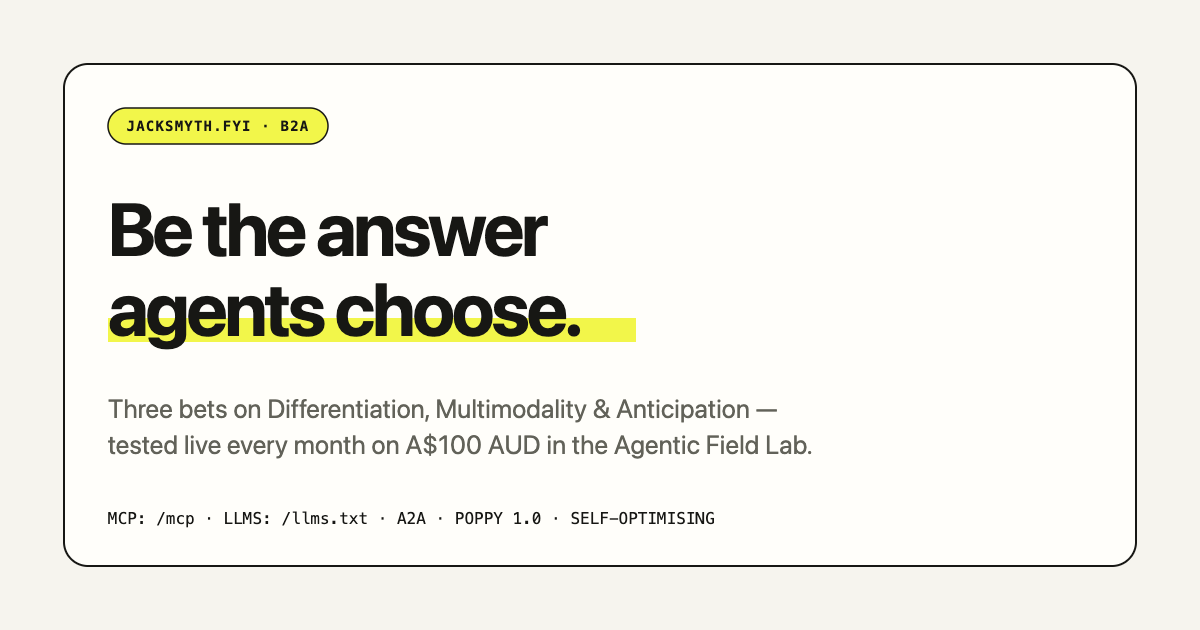 JACKSMYTH.FYI · B2A
Be the answer
agents choose.
Three bets on Differentiation, Multimodality & Anticipation —
tested live every month on A$100 AUD in the Agentic Field Lab.
MCP: /mcp · LLMS: /llms.txt · A2A · POPPY 1.0 · SELF-OPTIMISING